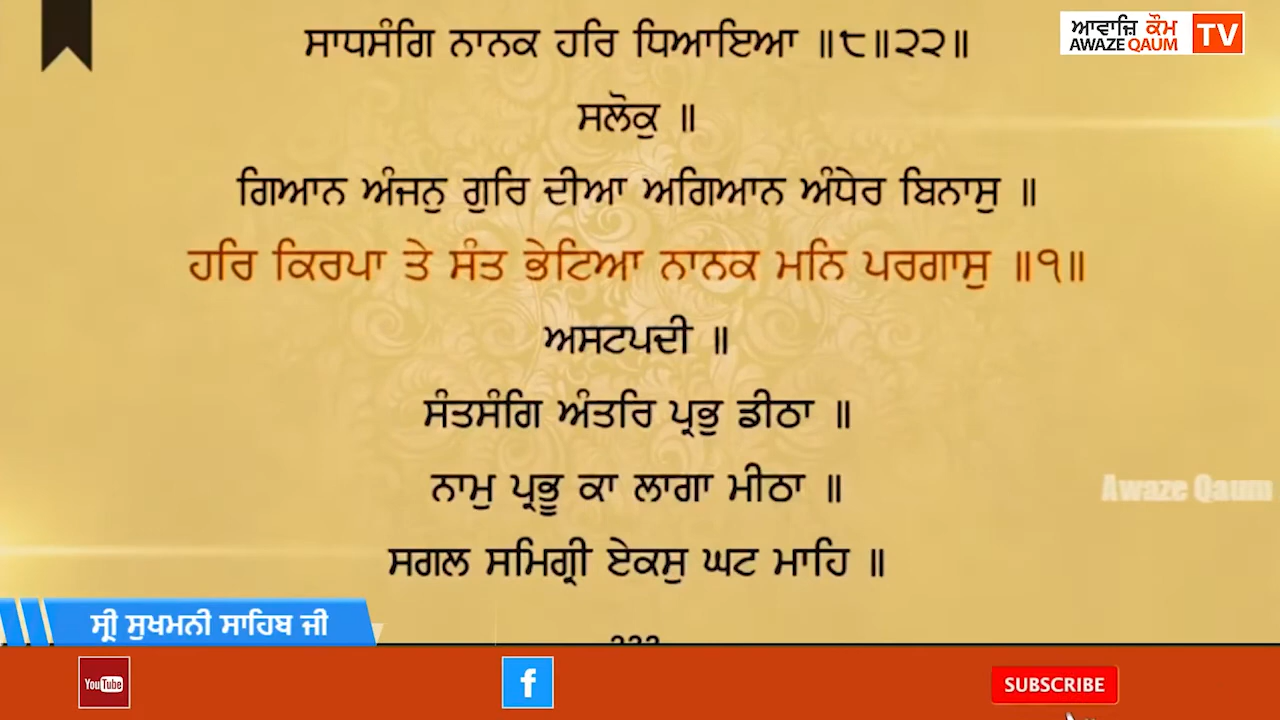 ਸਾਧਸੰਗਿ ਨਾਨਕ ਹਰਿ ਧਿਆਇਆ ॥੮॥੨੨॥
ਆਵਾਜ਼ਿ ਕੌਮ
AWAZE QAUM
TV
ਸਲੋਕੁ ॥
ਗਿਆਨ ਅੰਜਨੁ ਗੁਰਿ ਦੀਆ ਅਗਿਆਨ ਅੰਧੇਰ ਬਿਨਾਸੁ ॥
ਹਰਿ ਕਿਰਪਾ ਤੇ ਸੰਤ ਭੇਟਿਆ ਨਾਨਕ ਮਨਿ ਪਰਗਾਸੁ ॥੧॥
ਅਸਟਪਦੀ ॥
ਸੰਤਸੰਗਿ ਅੰਤਰਿ ਪ੍ਰਭੁ ਡੀਠਾ ॥
ਨਾਮੁ ਪ੍ਰਭੂ ਕਾ ਲਾਗਾ ਮੀਠਾ ॥
Awaze Qaum
ਸਗਲ ਸਮਿਗ੍ਰੀ ਏਕਸੁ ਘਟ ਮਾਹਿ ॥
ਸ੍ਰੀ ਸੁਖਮਨੀ ਸਾਹਿਬ ਜੀ
YouTube
f
SUBSCRIBE